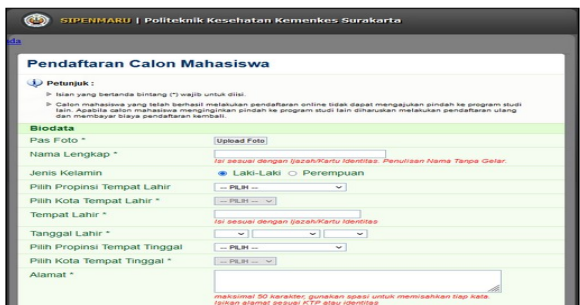 SIPENMARU | Politeknik Kesehatan Kemenkes Surakarta
da
Pendaftaran Calon Mahasiswa
Petunjuk :
Isian yang bertanda bintang (*) wajib untuk diisi.
Calon mahasiswa yang telah berhasil melakukan pendaftaran online tidak dapat mengajukan pindah ke program studi
lain. Apabila calon mahasiswa menginginkan pindah ke program studi lain diharuskan melakukan pendaftaran ulang
dan membayar biaya pendaftaran kembali.
Biodata
Pas Foto * Upload Foto
Nama Lengkap *
Isi sesuai dengan Ijazah/Kartu Identitas. Penulisan Nama Tanpa Gelar.
Jenis Kelamin Laki-Laki Perempuan
Pilih Propinsi Tempat Lahir -- PILIH --
Pilih Kota Tempat Lahir * -- PILIH --
Tempat Lahir *
Isi sesuai dengan Ijazah/Kartu Identitas
Tanggal Lahir *
Pilih Propinsi Tempat Tinggal -- PILIH --
Pilih Kota Tempat Tinggal * -- PILIH --
Alamat *
maksimal 50 karakter, gunakan spasi untuk memisahkan tiap kata.
Isikan alamat sesuai KTP atau identitas